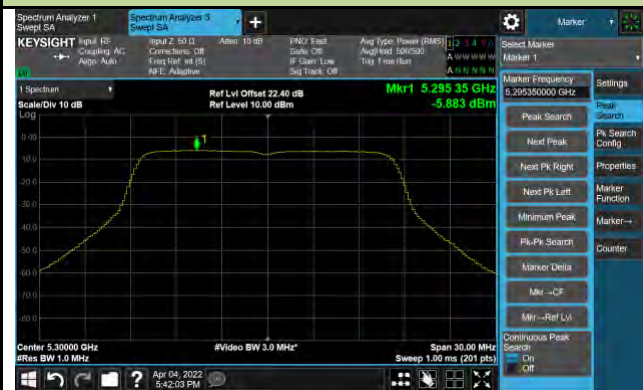 Spectrum Analyzer 1
Swept SA
Spectrum Analyzer 3
Swept SA
+
Marker
KEYSIGHT
Input: RF
Coupling: AC
Align: Auto
Input Z: 50 Ω
Corrections: Off
Freq Ref: Int (S)
NFE: Adaptive
Atten: 10 dB
PNO: Fast
Gate: Off
IF Gain: Low
Sig Track: Off
Avg Type: Power (RMS)
Avg|Hold: 500/500
Trig: Free Run
1 2 3 4 5 6
A W W W W W
A N N N N N
Select Marker
Marker 1
1 Spectrum
Scale/Div 10 dB
Log
Ref Lvl Offset 22.40 dB
Ref Level 10.00 dBm
Mkr1 5.295 35 GHz
-5.883 dBm
Marker Frequency
5.295350000 GHz
Settings
Peak Search
Peak Search
Next Peak
Pk Search Config
Next Pk Right
Properties
Next Pk Left
Marker Function
Minimum Peak
Marker→
Pk-Pk Search
Counter
Marker Delta
Mkr→CF
Mkr→Ref Lvl
Continuous Peak Search
On
Off
1
0.00
-10.0
-20.0
-30.0
-40.0
-50.0
-60.0
-70.0
-80.0
Center 5.30000 GHz
#Res BW 1.0 MHz
#Video BW 3.0 MHz*
Span 30.00 MHz
Sweep 1.00 ms (201 pts)
?
Apr 04, 2022
5:42:03 PM